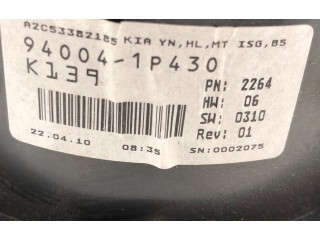 A2C53382185 KIA YN,HL,MT ISG,B5
94004-1P430
K139
PN: 2264
HW: 06
SW: 0310
Rev: 01
22.04.10 08:35 SN:0002075